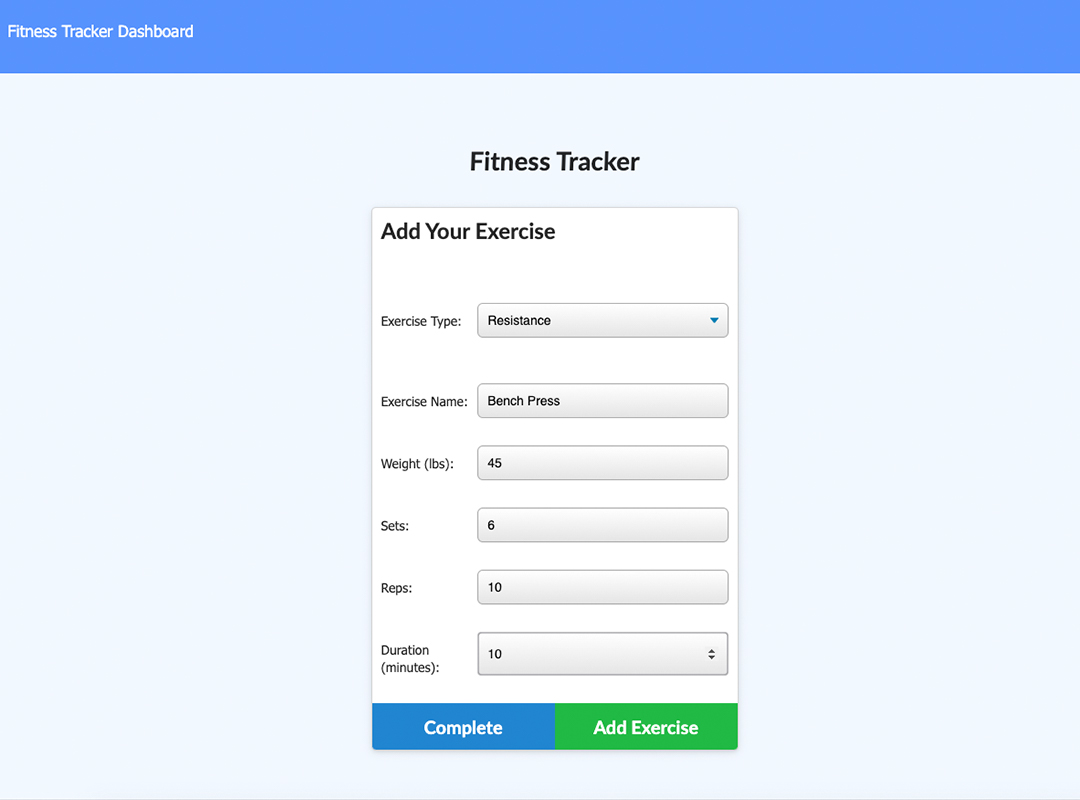 Fitness Tracker Dashboard
Fitness Tracker
Add Your Exercise
Exercise Type: Resistance
Exercise Name: Bench Press
Weight (lbs): 45
Sets: 6
Reps: 10
Duration
(minutes): 10
Complete Add Exercise